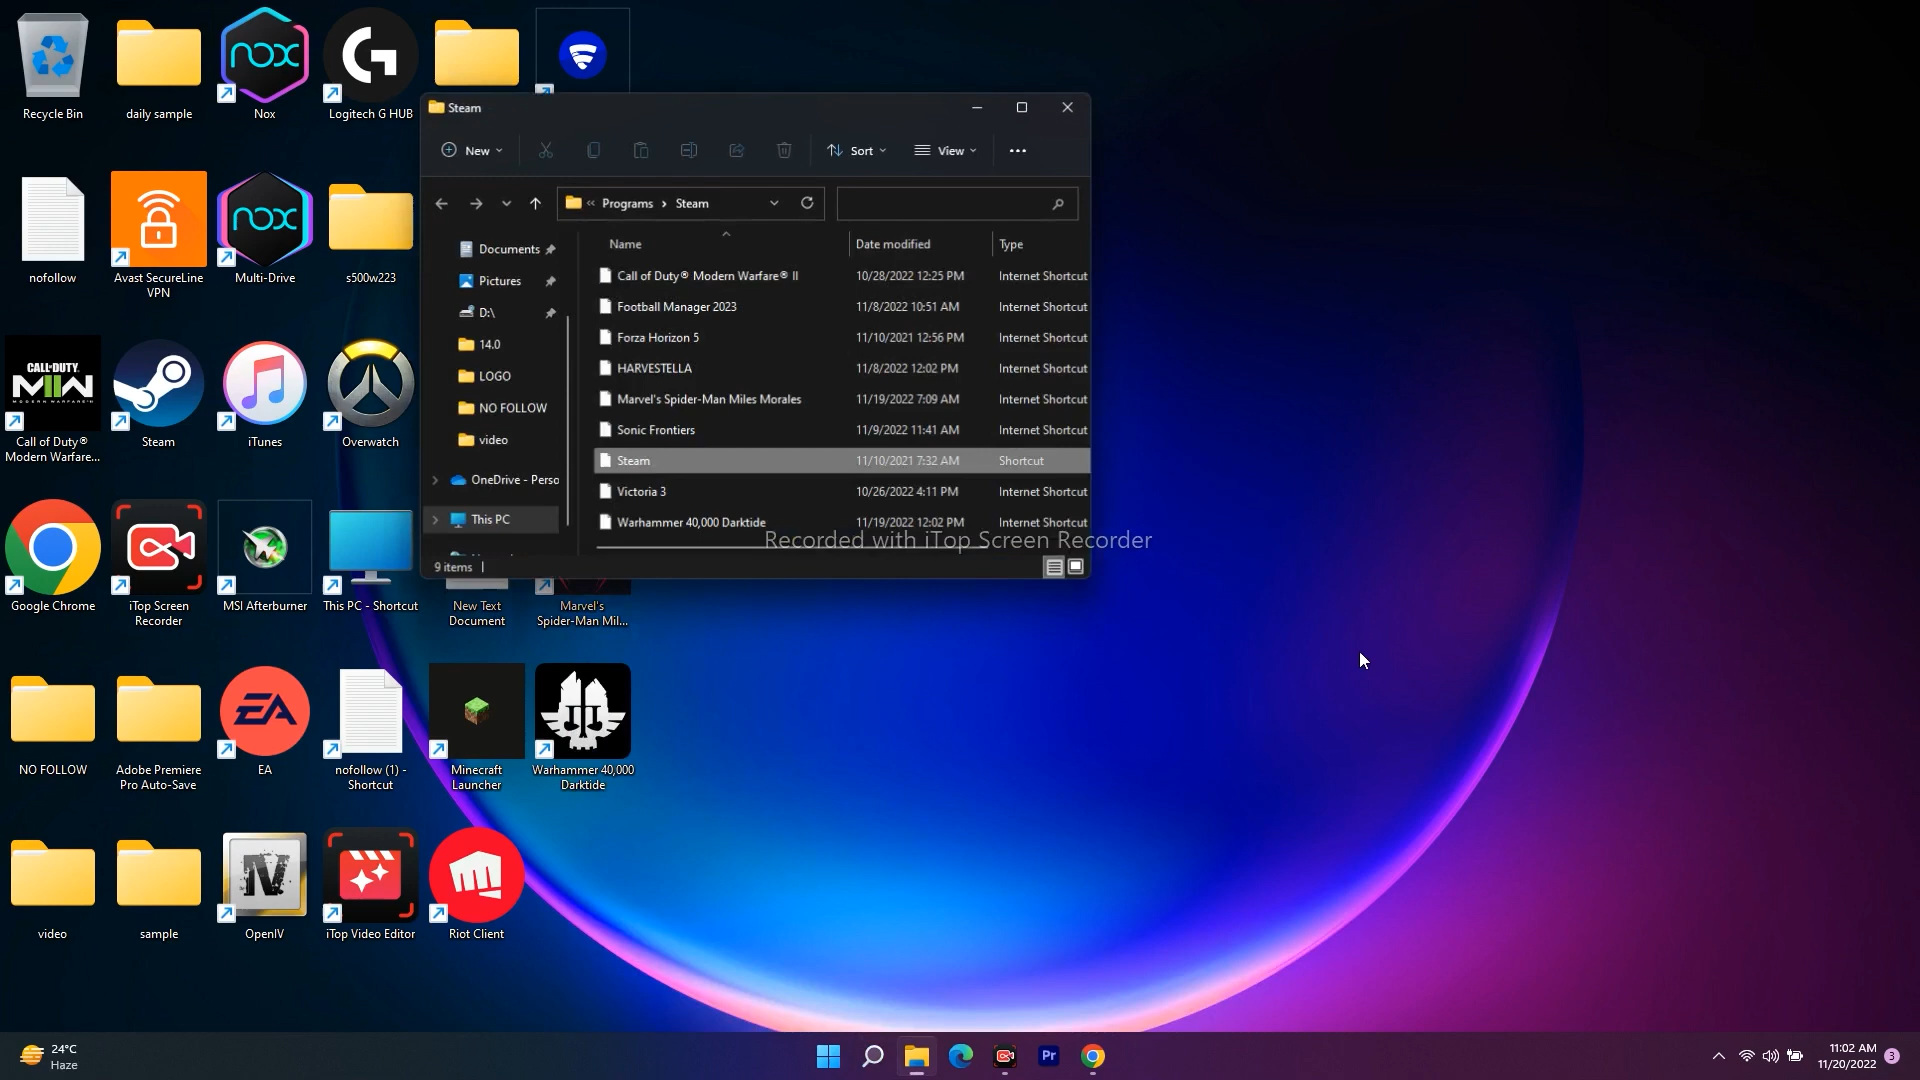 Recycle Bin
daily sample
nox
Nox
Logitech G HUB
nofollow
Avast SecureLine
VPN
nox
Multi-Drive
s500w223
CALL OF DUTY
MWII
MODERN WARFARE II
Call of Duty®
Modern Warfare...
Steam
iTunes
Overwatch
Google Chrome
iTop Screen
Recorder
MSI Afterburner
This PC - Shortcut
New Text
Document
Marvel's
Spider-Man Mil...
NO FOLLOW
Adobe Premiere
Pro Auto-Save
EA
EA
nofollow (1) -
Shortcut
Minecraft
Launcher
Warhammer 40,000
Darktide
video
sample
IV
OpenIV
iTop Video Editor
Riot Client
Steam
New
Sort
View
Programs
Steam
Name
Date modified
Type
Documents
Pictures
D:\
14.0
LOGO
NO FOLLOW
video
OneDrive - Perso
This PC
Call of Duty® Modern Warfare® II 10/28/2022 12:25 PM Internet Shortcut
Football Manager 2023 11/8/2022 10:51 AM Internet Shortcut
Forza Horizon 5 11/10/2021 12:56 PM Internet Shortcut
HARVESTELLA 11/8/2022 12:02 PM Internet Shortcut
Marvel's Spider-Man Miles Morales 11/19/2022 7:09 AM Internet Shortcut
Sonic Frontiers 11/9/2022 11:41 AM Internet Shortcut
Steam 11/10/2021 7:32 AM Shortcut
Victoria 3 10/26/2022 4:11 PM Internet Shortcut
Warhammer 40,000 Darktide 11/19/2022 12:02 PM Internet Shortcut
9 items
Recorded with iTop Screen Recorder
24°C
Haze
Pr
11:02 AM
11/20/2022
3